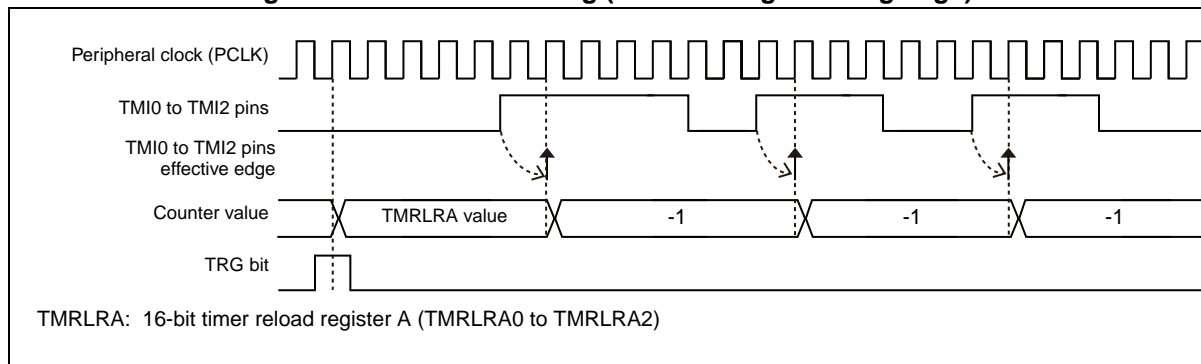 Peripheral clock (PCLK)
TMI0 to TMI2 pins
TMI0 to TMI2 pins
effective edge
Counter value
TMRLRA value
-1
-1
-1
TRG bit
TMRLRA: 16-bit timer reload register A (TMRLRA0 to TMRLRA2)